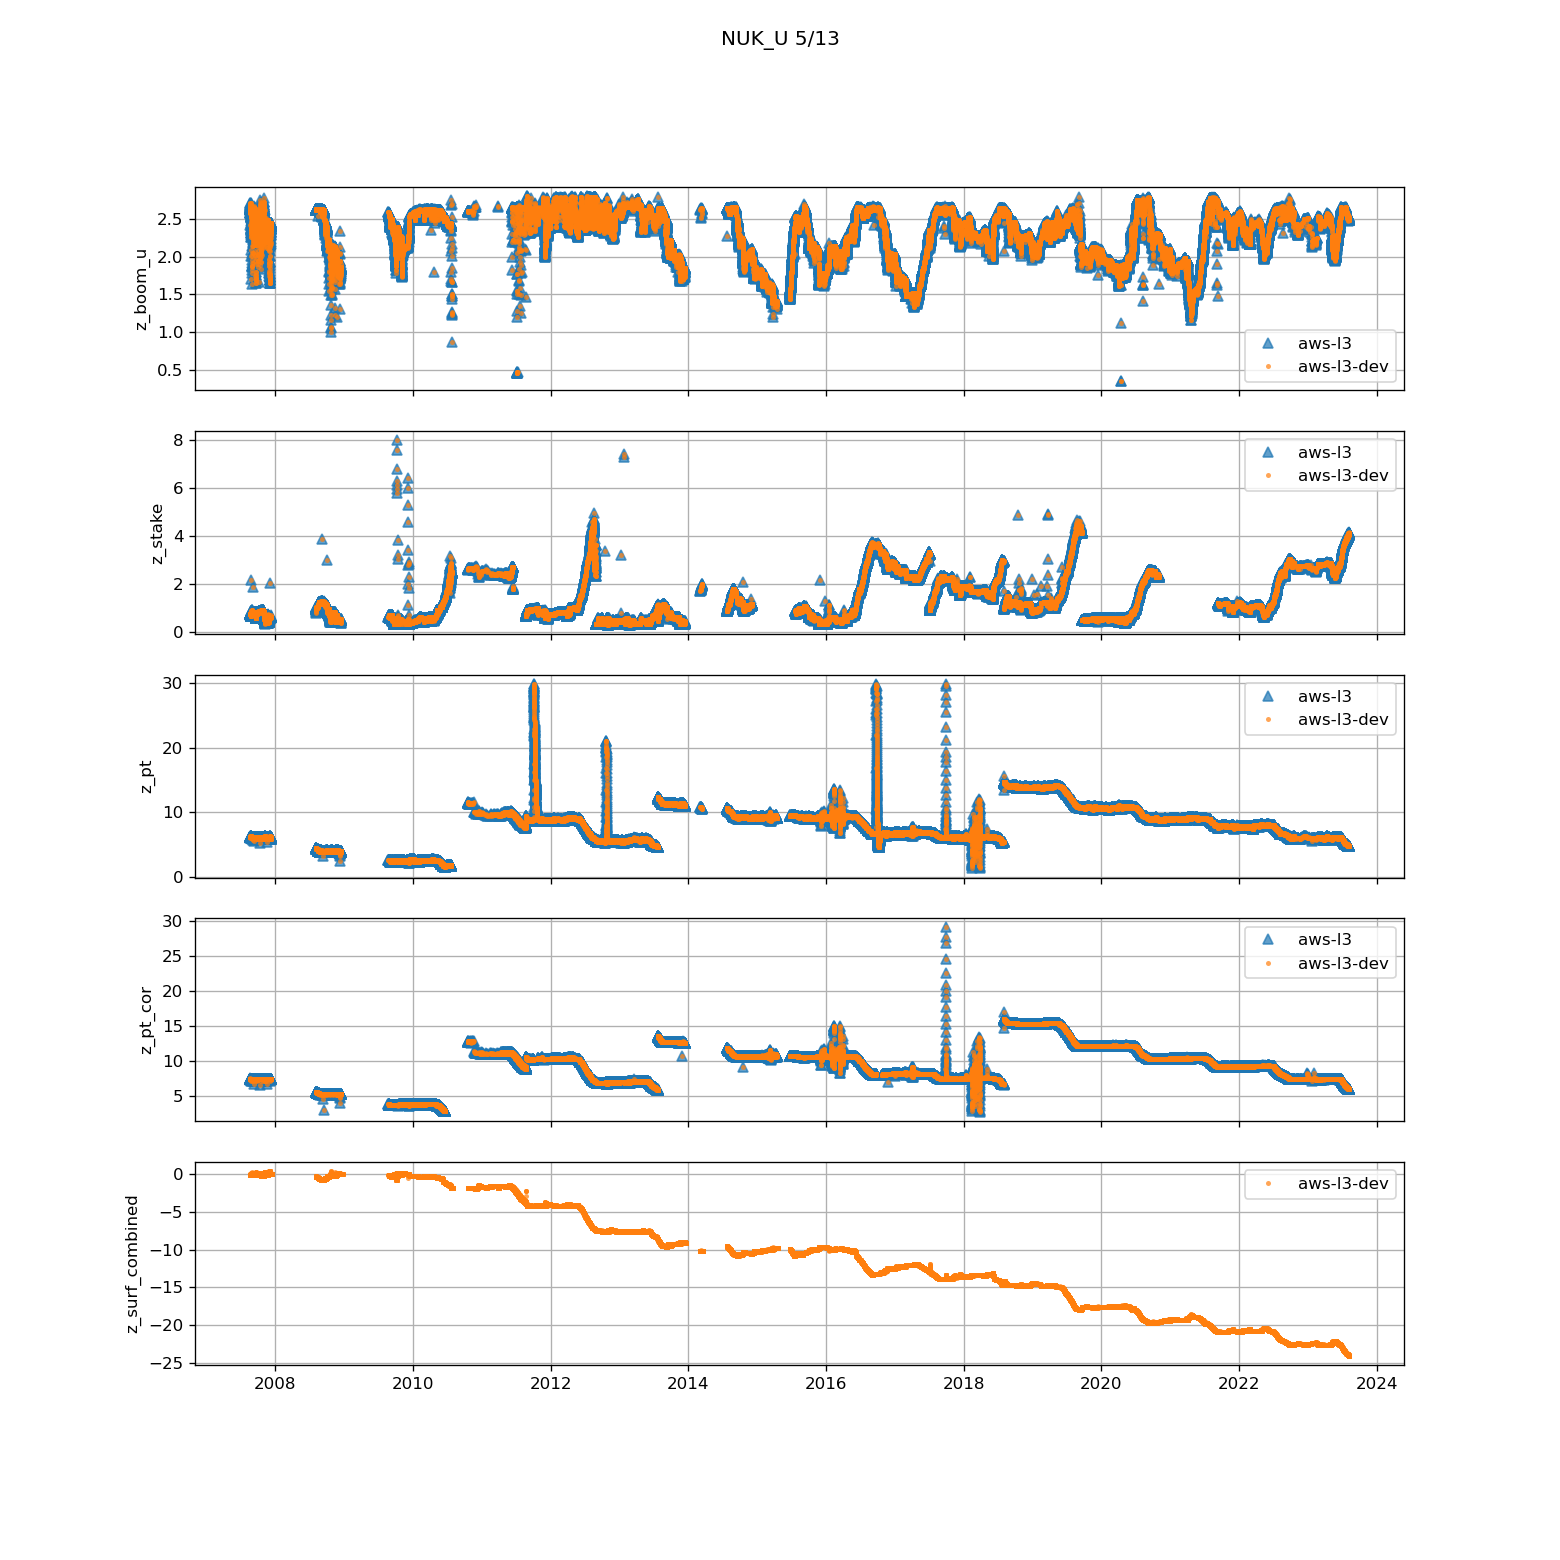 NUK_U 5/13
z_boom_u
2.5
2.0
1.5
1.0
0.5
aws-l3
aws-l3-dev
z_stake
8
6
4
2
0
aws-l3
aws-l3-dev
z_pt
30
20
10
0
aws-l3
aws-l3-dev
z_pt_cor
30
25
20
15
10
5
aws-l3
aws-l3-dev
z_surf_combined
0
−5
−10
−15
−20
−25
aws-l3-dev
2008 2010 2012 2014 2016 2018 2020 2022 2024